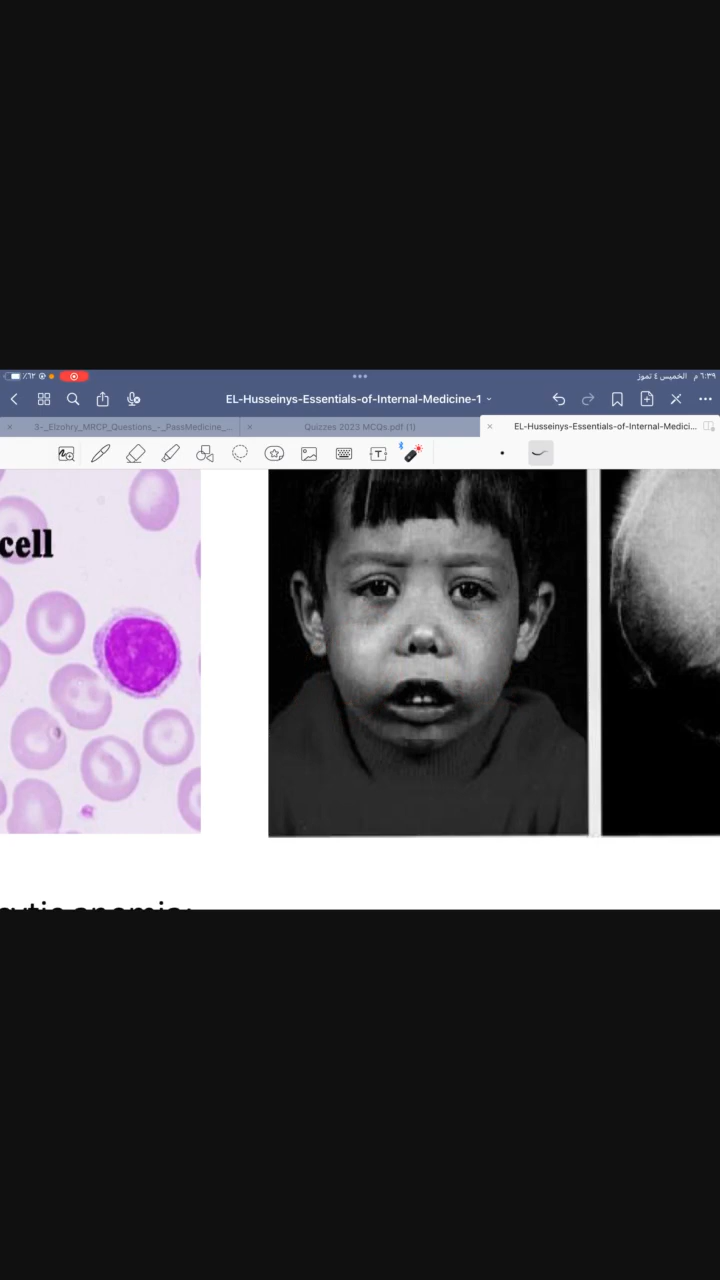 ٪٦٢
٦:٣٩ م الخميس ٤ تموز
EL-Husseinys-Essentials-of-Internal-Medicine-1
3-_Elzohry_MRCP_Questions_-_PassMedicine_...
Quizzes 2023 MCQs.pdf (1)
EL-Husseinys-Essentials-of-Internal-Medici...
T
cell